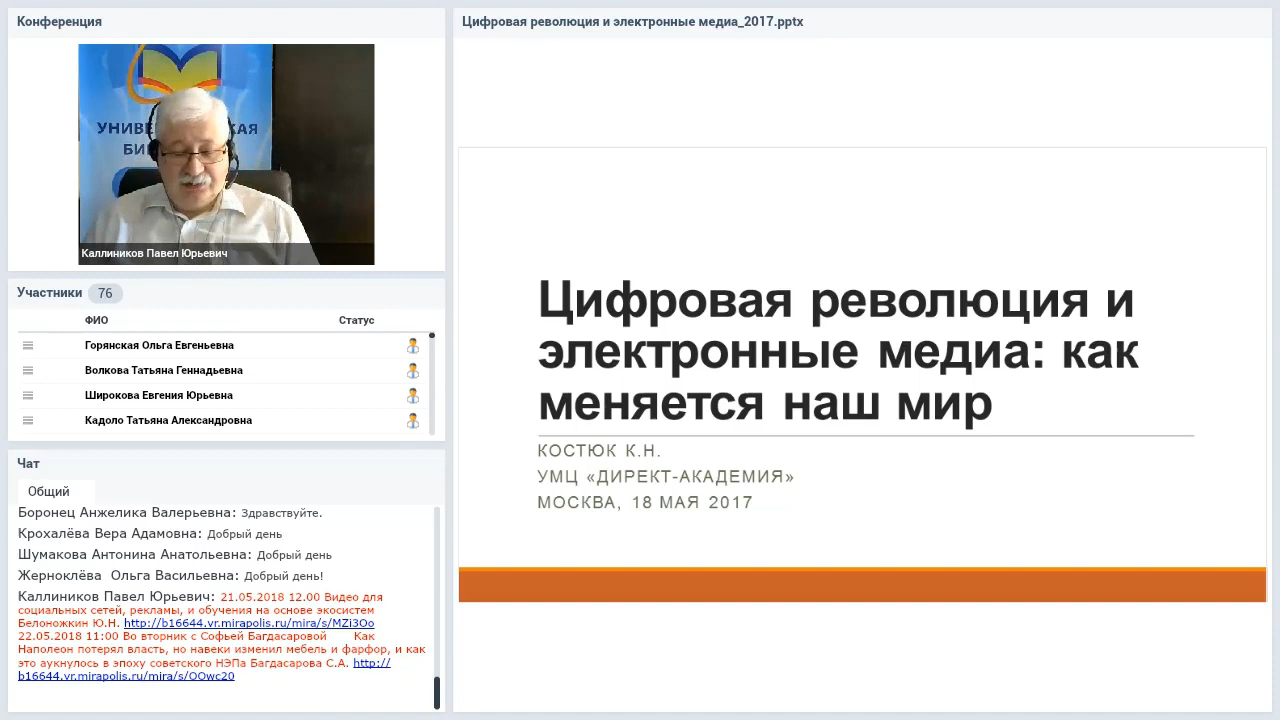 Конференция
УНИВЕ
КАЯ
БИ
Каллиников Павел Юрьевич
Участники 76
ФИО Статус
Горянская Ольга Евгеньевна
Волкова Татьяна Геннадьевна
Широкова Евгения Юрьевна
Кадоло Татьяна Александровна
Чат
Общий
Боронец Анжелика Валерьевна: Здравствуйте.
Крохалёва Вера Адамовна: Добрый день
Шумакова Антонина Анатольевна: Добрый день
Жерноклёва Ольга Васильевна: Добрый день!
Каллиников Павел Юрьевич: 21.05.2018 12.00 Видео для
социальных сетей, рекламы, и обучения на основе экосистем
Белоножкин Ю.Н. http://b16644.vr.mirapolis.ru/mira/s/MZi3Oo
22.05.2018 11:00 Во вторник с Софьей Багдасаровой Как
Наполеон потерял власть, но навеки изменил мебель и фарфор, и как
это аукнулось в эпоху советского НЭПа Багдасарова С.А. http://
b16644.vr.mirapolis.ru/mira/s/OOwc20
Цифровая революция и электронные медиа_2017.pptx
Цифровая революция и
электронные медиа: как
меняется наш мир
КОСТЮК К.Н.
УМЦ «ДИРЕКТ-АКАДЕМИЯ»
МОСКВА, 18 МАЯ 2017